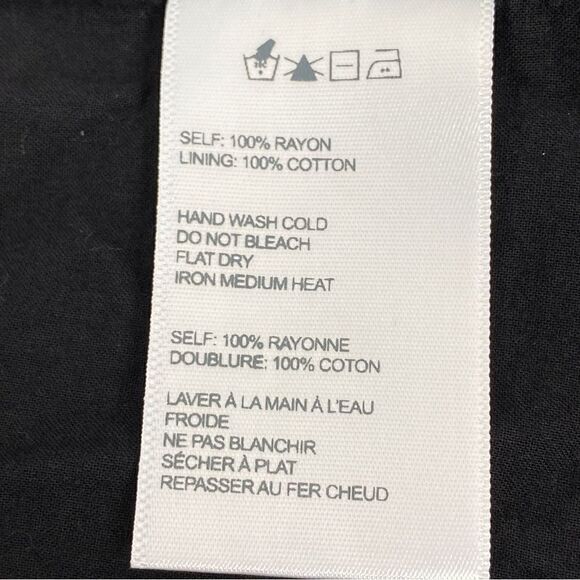 SELF: 100% RAYON
LINING: 100% COTTON
HAND WASH COLD
DO NOT BLEACH
FLAT DRY
IRON MEDIUM HEAT
SELF: 100% RAYONNE
DOUBLURE: 100% COTON
LAVER À LA MAIN À L'EAU
FROIDE
NE PAS BLANCHIR
SÉCHER À PLAT
REPASSER AU FER CHEUD